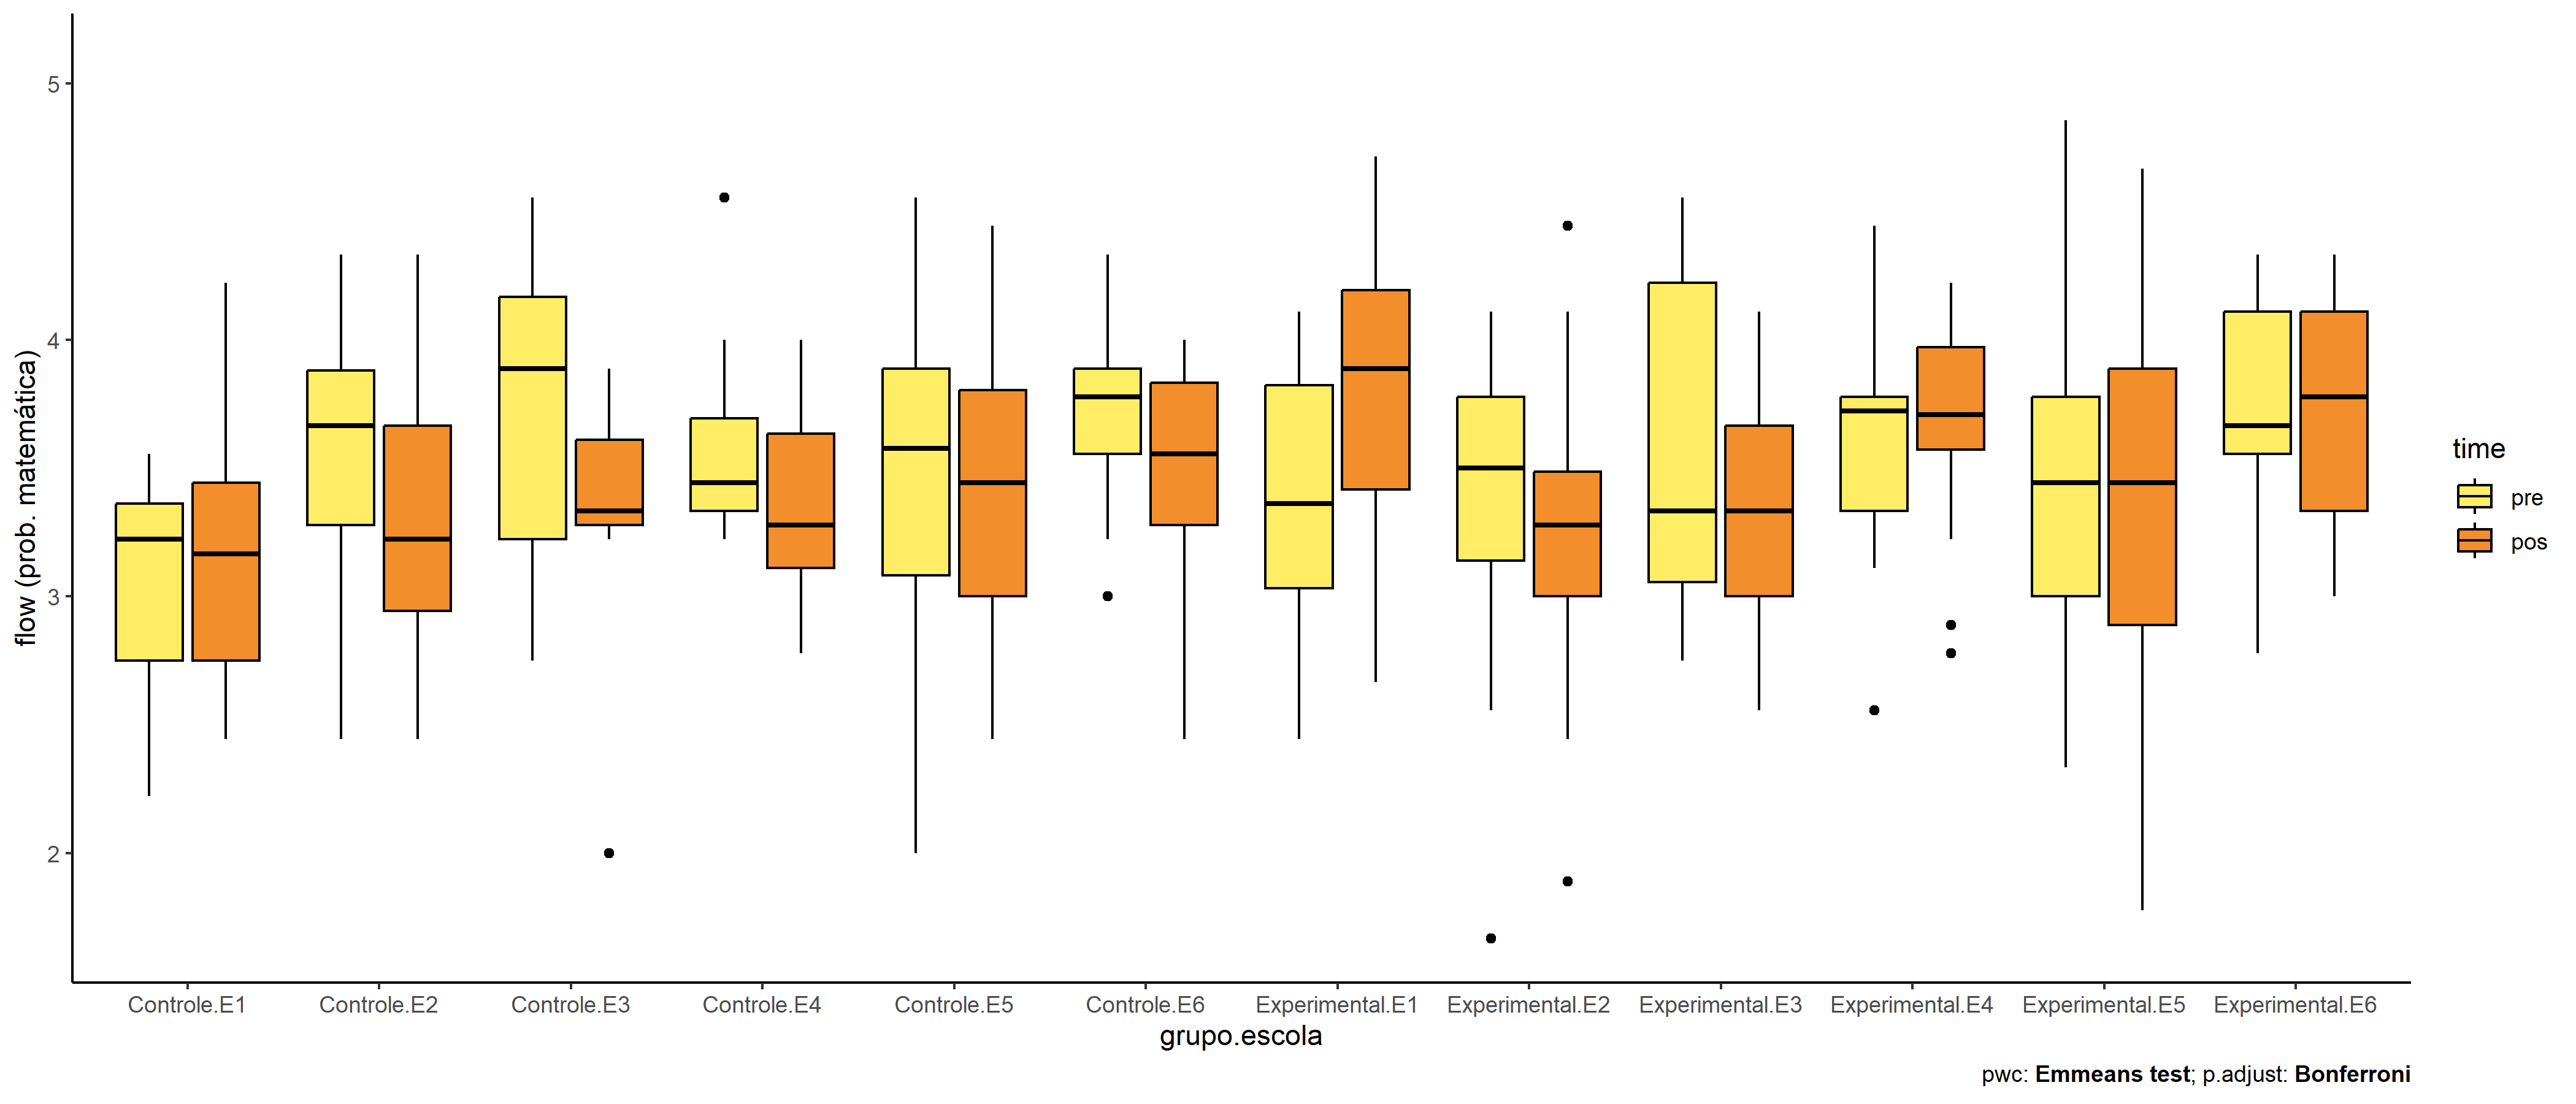 flow (prob. matemática)
5
4
3
2
Controle.E1 Controle.E2 Controle.E3 Controle.E4 Controle.E5 Controle.E6 Experimental.E1 Experimental.E2 Experimental.E3 Experimental.E4 Experimental.E5 Experimental.E6
grupo.escola
time
pre
pos
pwc: Emmeans test; p.adjust: Bonferroni